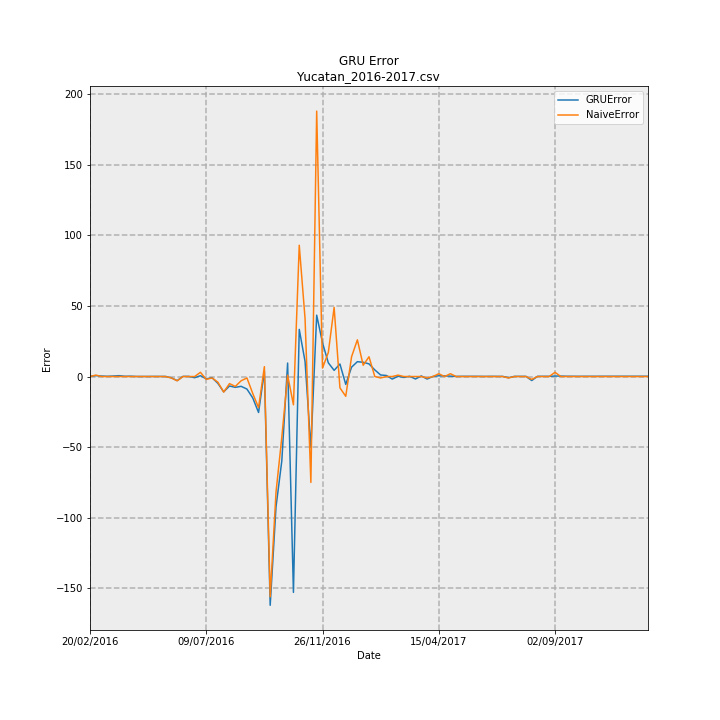 GRU Error
Yucatan_2016-2017.csv
GRUError
NaiveError
200
150
100
50
0
−50
−100
−150
Error
20/02/2016
09/07/2016
26/11/2016
15/04/2017
02/09/2017
Date